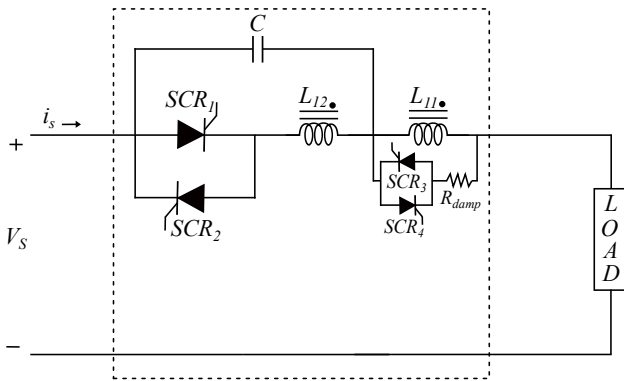 C
i_s
SCR_1
L_12
L_11
+
SCR_3
R_damp
SCR_4
SCR_2
V_S
L
O
A
D
−